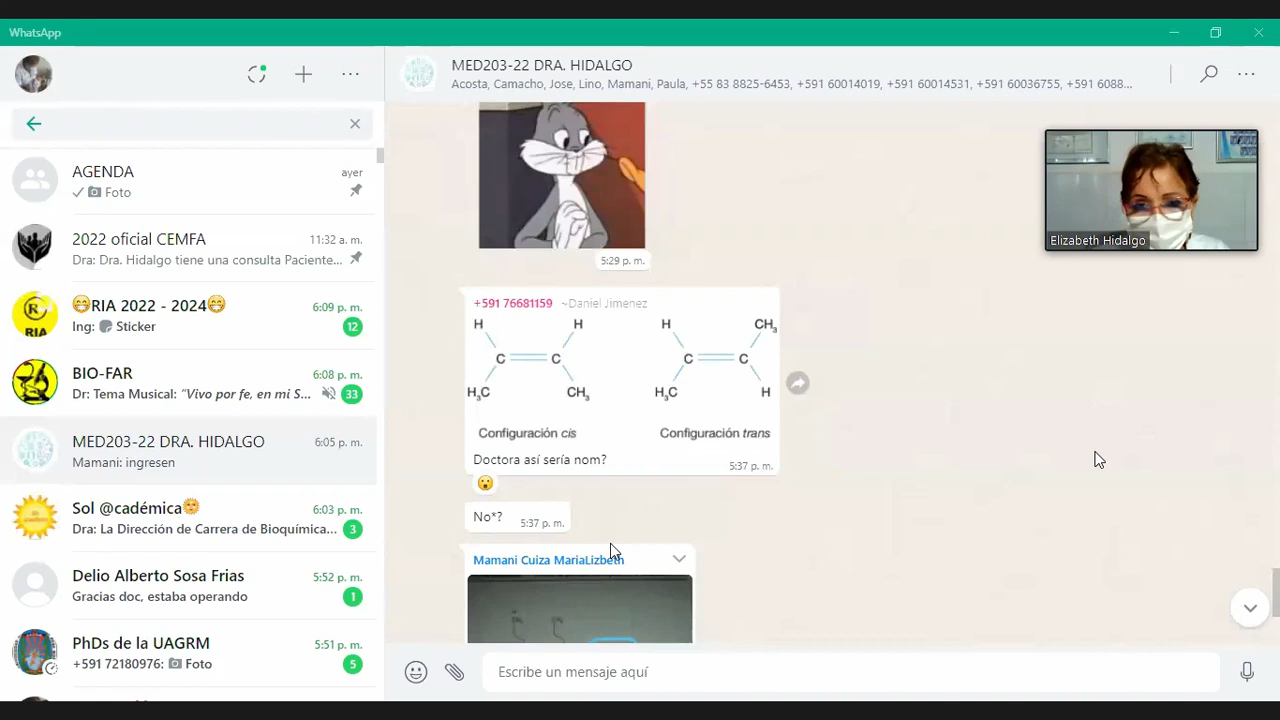 WhatsApp
AGENDA
ayer
Foto
2022 oficial CEMFA
11:32 a. m.
Dra: Dra. Hidalgo tiene una consulta Paciente...
😁RIA 2022 - 2024😁
6:09 p. m.
RIA
Ing: Sticker
12
BIO-FAR
6:08 p. m.
Dr: Tema Musical: "Vivo por fe, en mi S...
33
MED203-22 DRA. HIDALGO
6:05 p. m.
Mamani: ingresen
Sol @académica🌞
6:03 p. m.
Dra: La Dirección de Carrera de Bioquímica...
3
Delio Alberto Sosa Frias
5:52 p. m.
Gracias doc, estaba operando
1
PhDs de la UAGRM
5:51 p. m.
+591 72180976: Foto
5
MED203-22 DRA. HIDALGO
Acosta, Camacho, Jose, Lino, Mamani, Paula, +55 83 8825-6453, +591 60014019, +591 60014531, +591 60036755, +591 6088...
Elizabeth Hidalgo
5:29 p. m.
+591 76681159 ~Daniel Jimenez
H H H CH₃
C C C C
H₃C CH₃ H₃C H
Configuración cis Configuración trans
Doctora así sería nom?
5:37 p. m.
😮
No*?
5:37 p. m.
Mamani Cuiza MariaLizbeth
Escribe un mensaje aquí